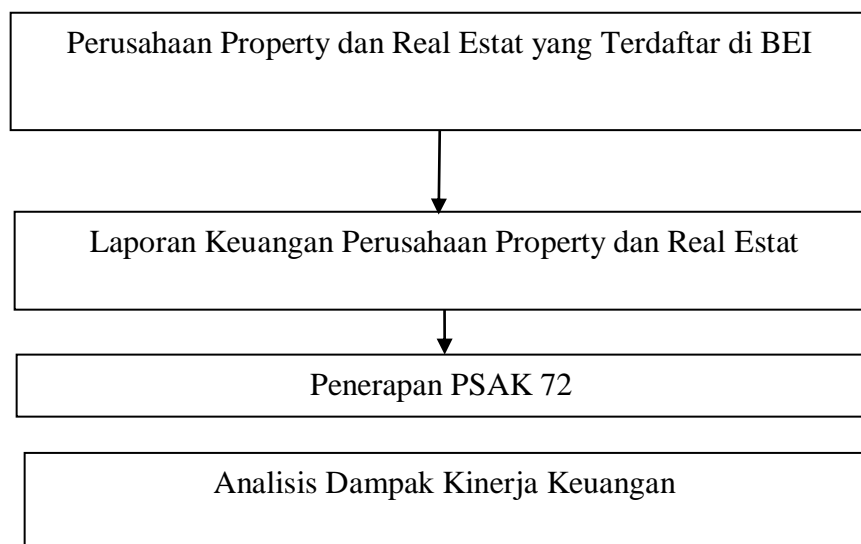 Perusahaan Property dan Real Estat yang Terdaftar di BEI
Laporan Keuangan Perusahaan Property dan Real Estat
Penerapan PSAK 72
Analisis Dampak Kinerja Keuangan